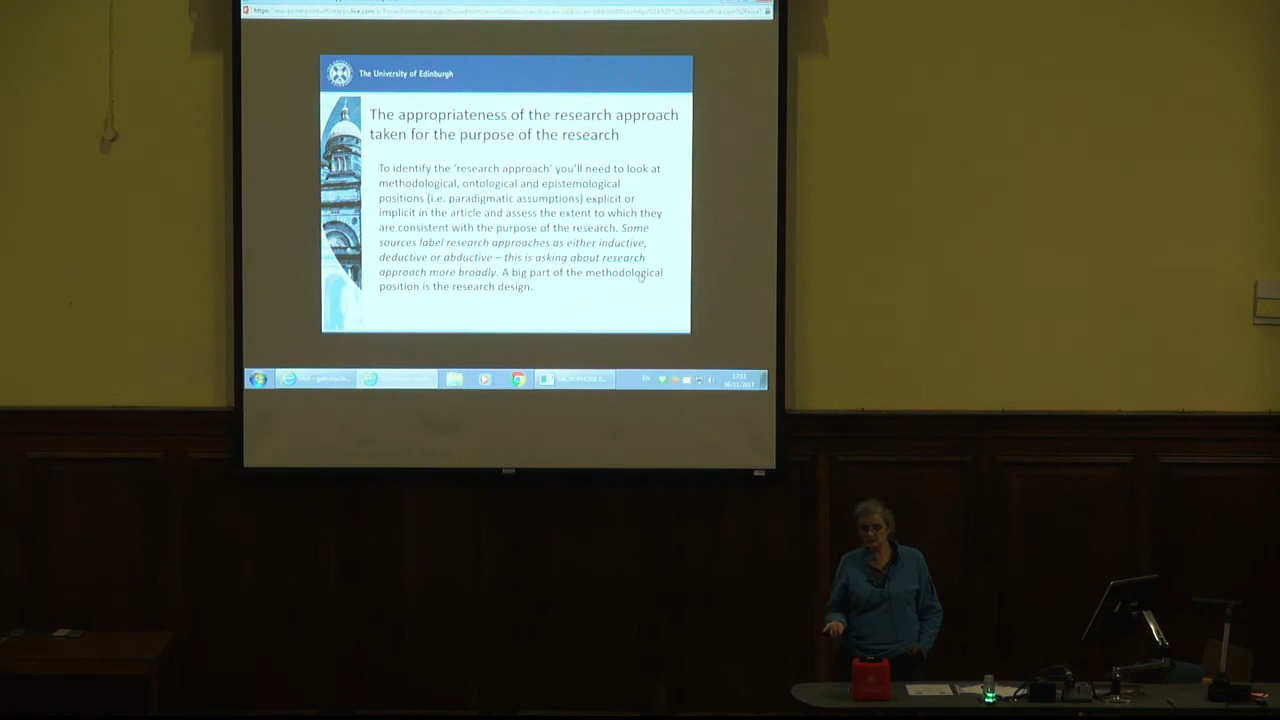 The University of Edinburgh
The appropriateness of the research approach
taken for the purpose of the research
To identify the 'research approach' you'll need to look at
methodological, ontological and epistemological
positions (i.e. paradigmatic assumptions) explicit or
implicit in the article and assess the extent to which they
are consistent with the purpose of the research. Some
sources label research approaches as either inductive,
deductive or abductive – this is asking about research
approach more broadly. A big part of the methodological
position is the research design.
EN
17:11